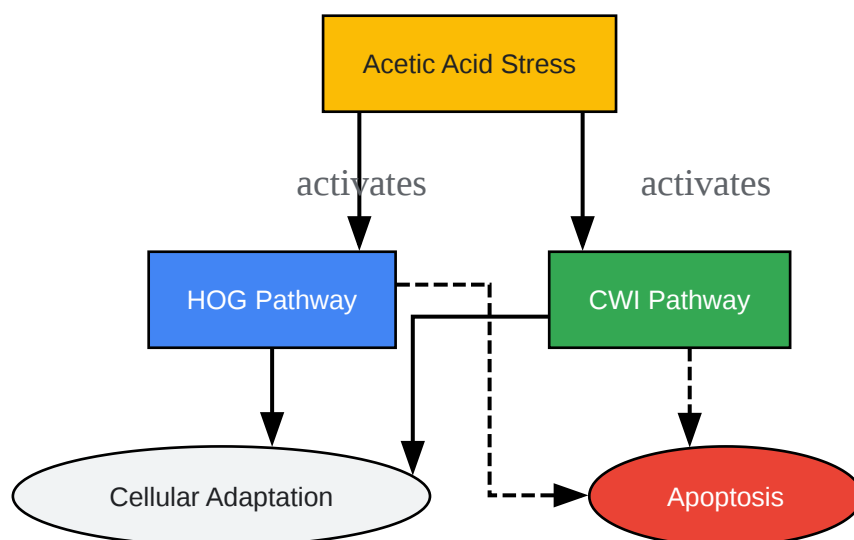 Acetic Acid Stress
activates
activates
HOG Pathway
CWI Pathway
Cellular Adaptation
Apoptosis